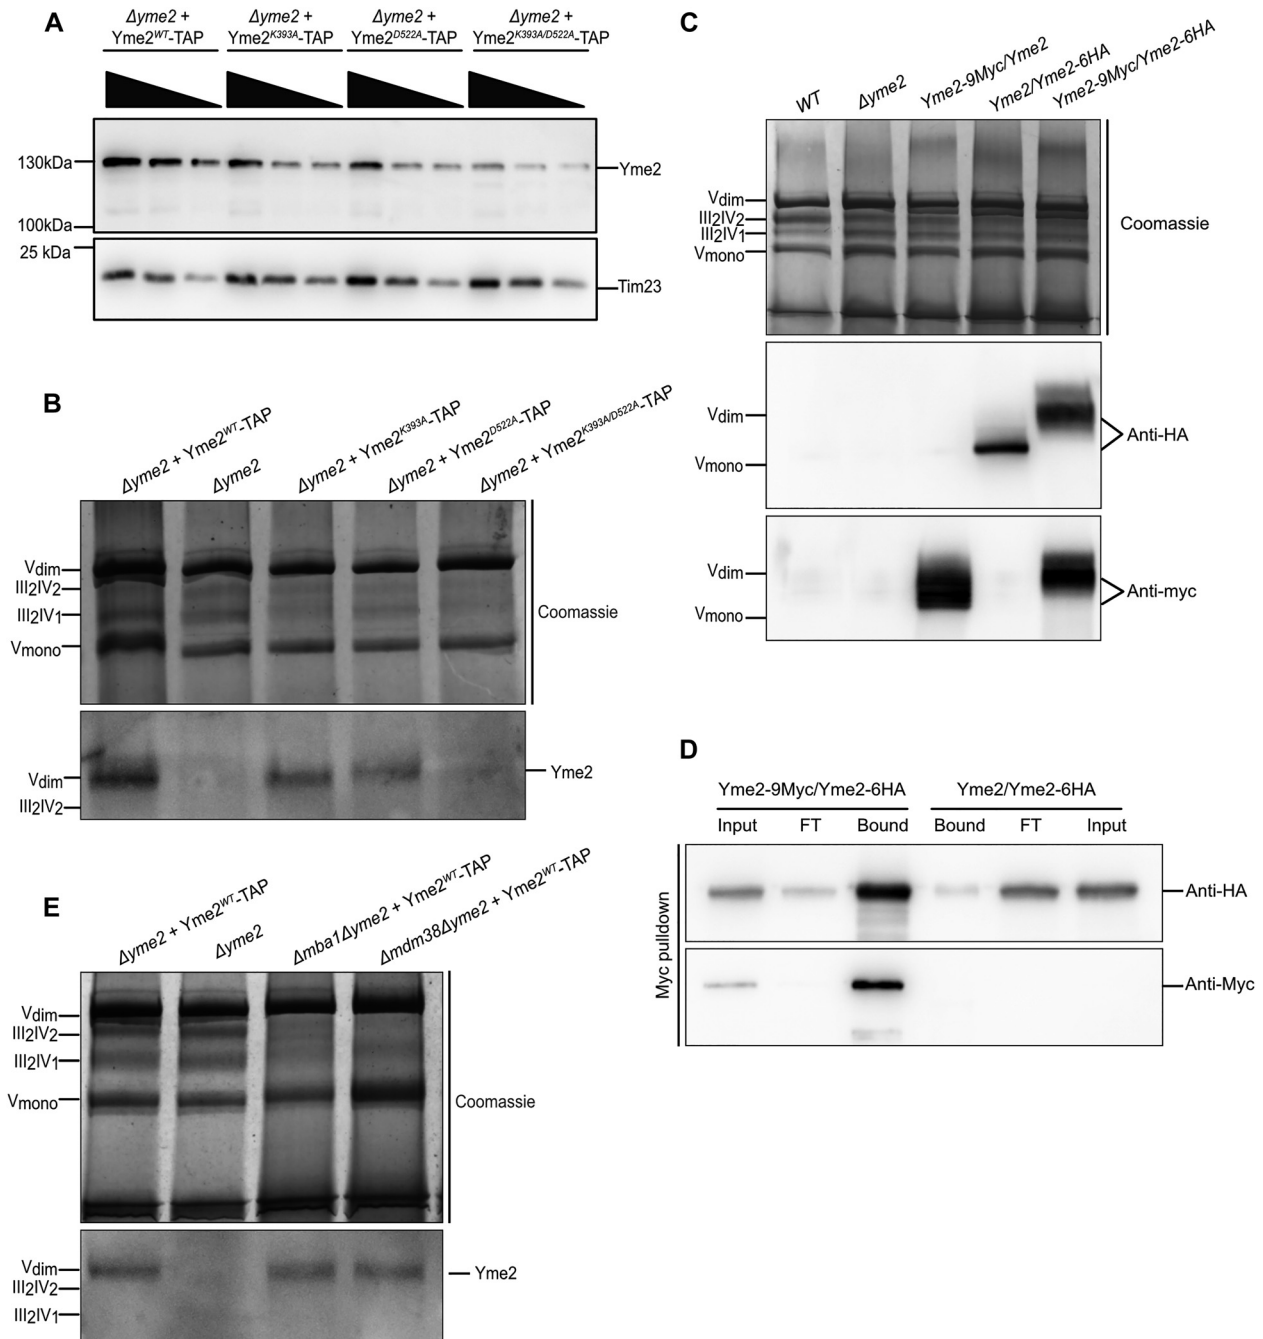 A
Δyme2 + Δyme2 + Δyme2 + Δyme2 +
Yme2WT-TAP Yme2K393A-TAP Yme2D522A-TAP Yme2K393A/D522A-TAP
130kDa
Yme2
100kDa
25 kDa
Tim23
B
Δyme2 + Yme2WT-TAP
Δyme2
Δyme2 + Yme2K393A-TAP
Δyme2 + Yme2D522A-TAP
Δyme2 + Yme2K393A/D522A-TAP
Vdim
III2IV2
III2IV1
Vmono
Coomassie
Vdim
III2IV2
Yme2
C
WT
Δyme2
Yme2-9Myc/Yme2
Yme2/Yme2-6HA
Yme2-9Myc/Yme2-6HA
Vdim
III2IV2
III2IV1
Vmono
Coomassie
Vdim
Vmono
Anti-HA
Vdim
Vmono
Anti-myc
D
Yme2-9Myc/Yme2-6HA Yme2/Yme2-6HA
Input FT Bound Bound FT Input
Myc pulldown
Anti-HA
Anti-Myc
E
Δyme2 + Yme2WT-TAP
Δyme2
Δmba1Δyme2 + Yme2WT-TAP
Δmdm38Δyme2 + Yme2WT-TAP
Vdim
III2IV2
III2IV1
Vmono
Coomassie
Vdim
III2IV2
III2IV1
Yme2